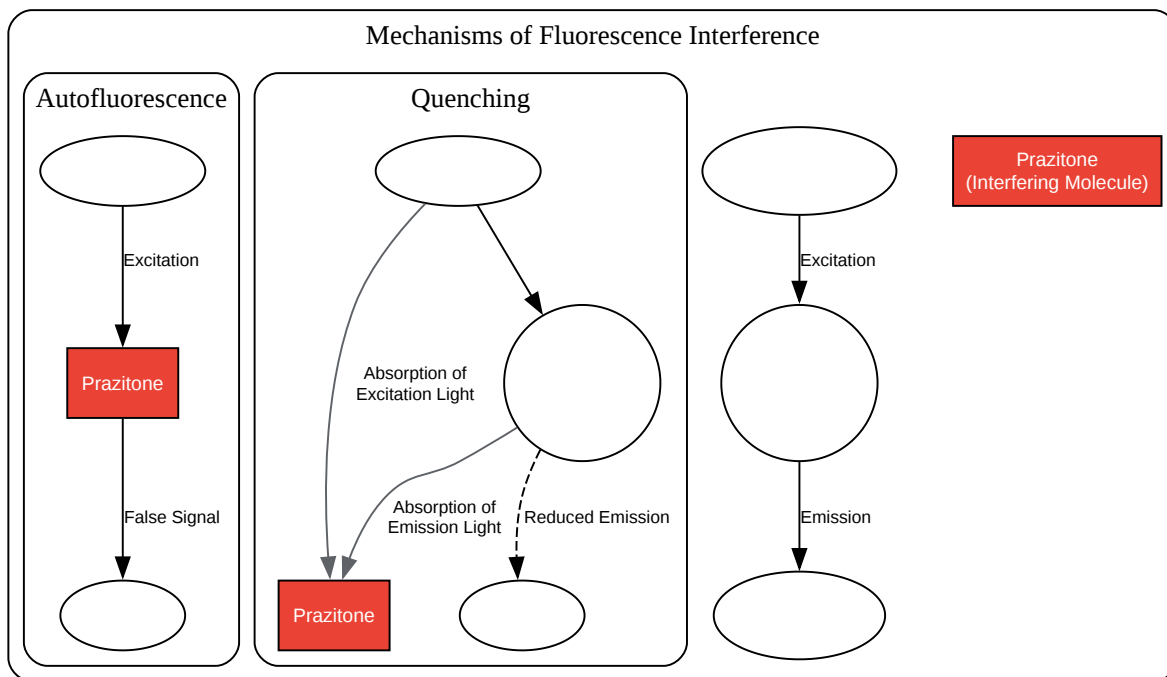 Mechanisms of Fluorescence Interference
Autofluorescence
Excitation
Prazitone
False Signal
Quenching
Absorption of
Excitation Light
Absorption of
Emission Light
Reduced Emission
Prazitone
Excitation
Emission
Prazitone
(Interfering Molecule)